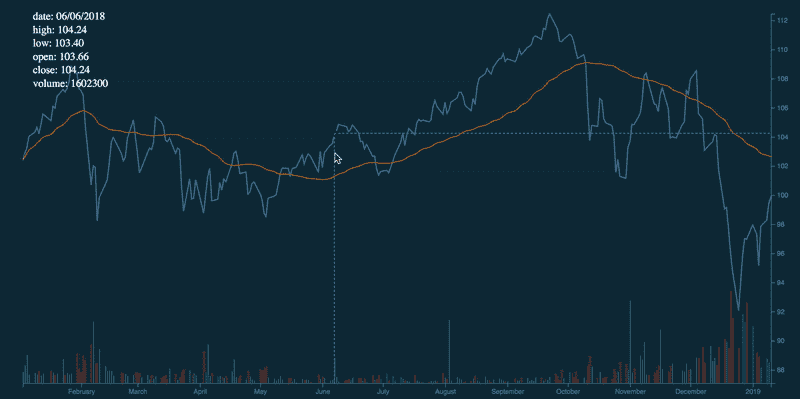 date: 06/06/2018
high: 104.24
low: 103.40
open: 103.66
close: 104.24
volume: 1602300
112
110
108
106
104
102
100
98
96
94
92
90
88
February March April May June July August September October November December 2019